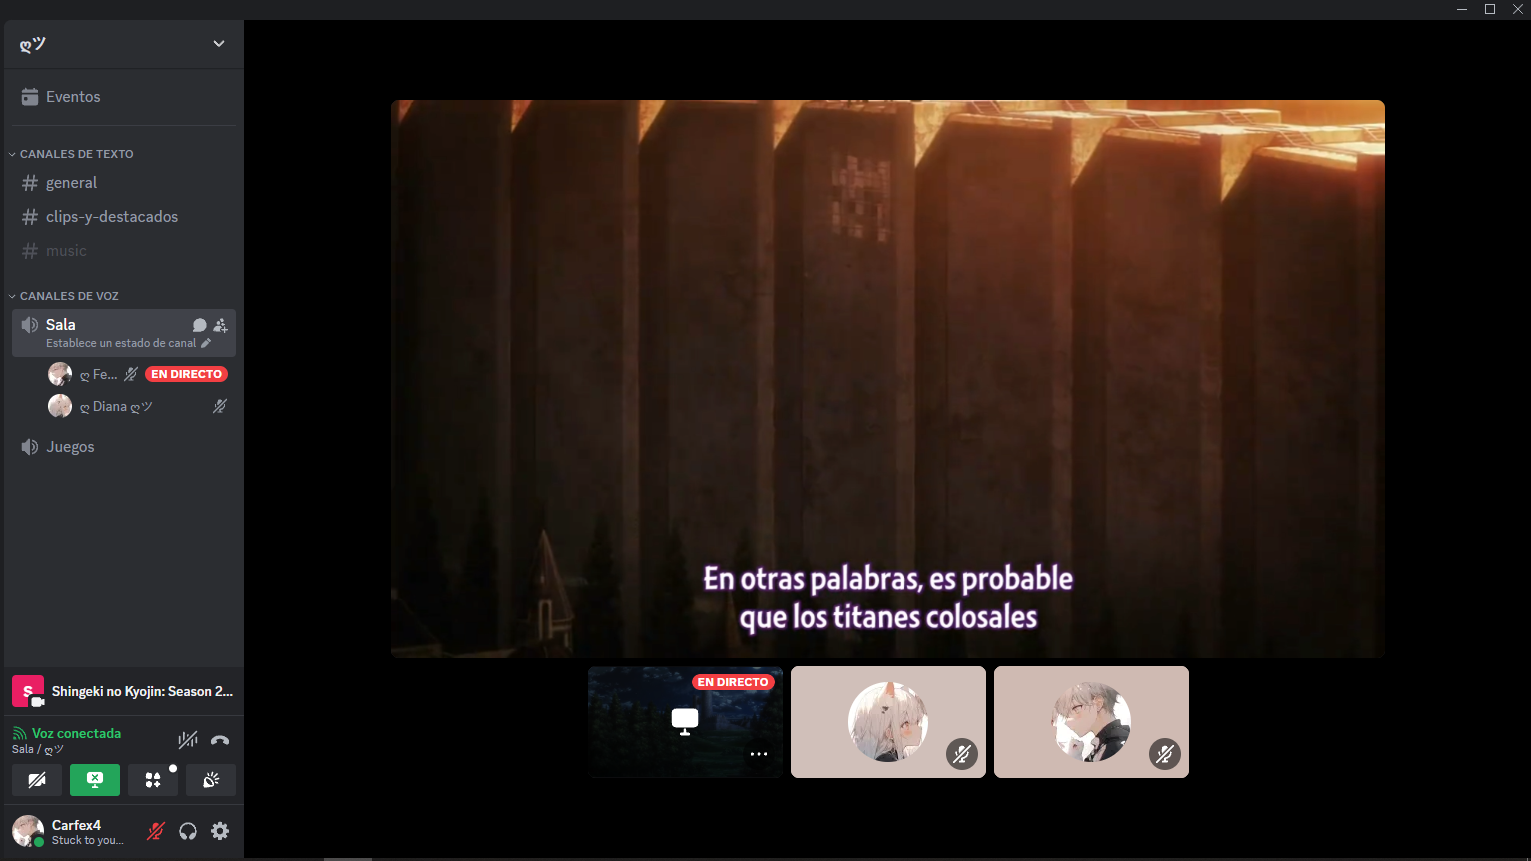 ღツ
Eventos
CANALES DE TEXTO
general
clips-y-destacados
music
CANALES DE VOZ
Sala
Establece un estado de canal
ღ Fe... EN DIRECTO
ღ Diana ღツ
Juegos
En otras palabras, es probable
que los titanes colosales
EN DIRECTO
S Shingeki no Kyojin: Season 2...
Voz conectada
Sala / ღツ
Carfex4
Stuck to you...